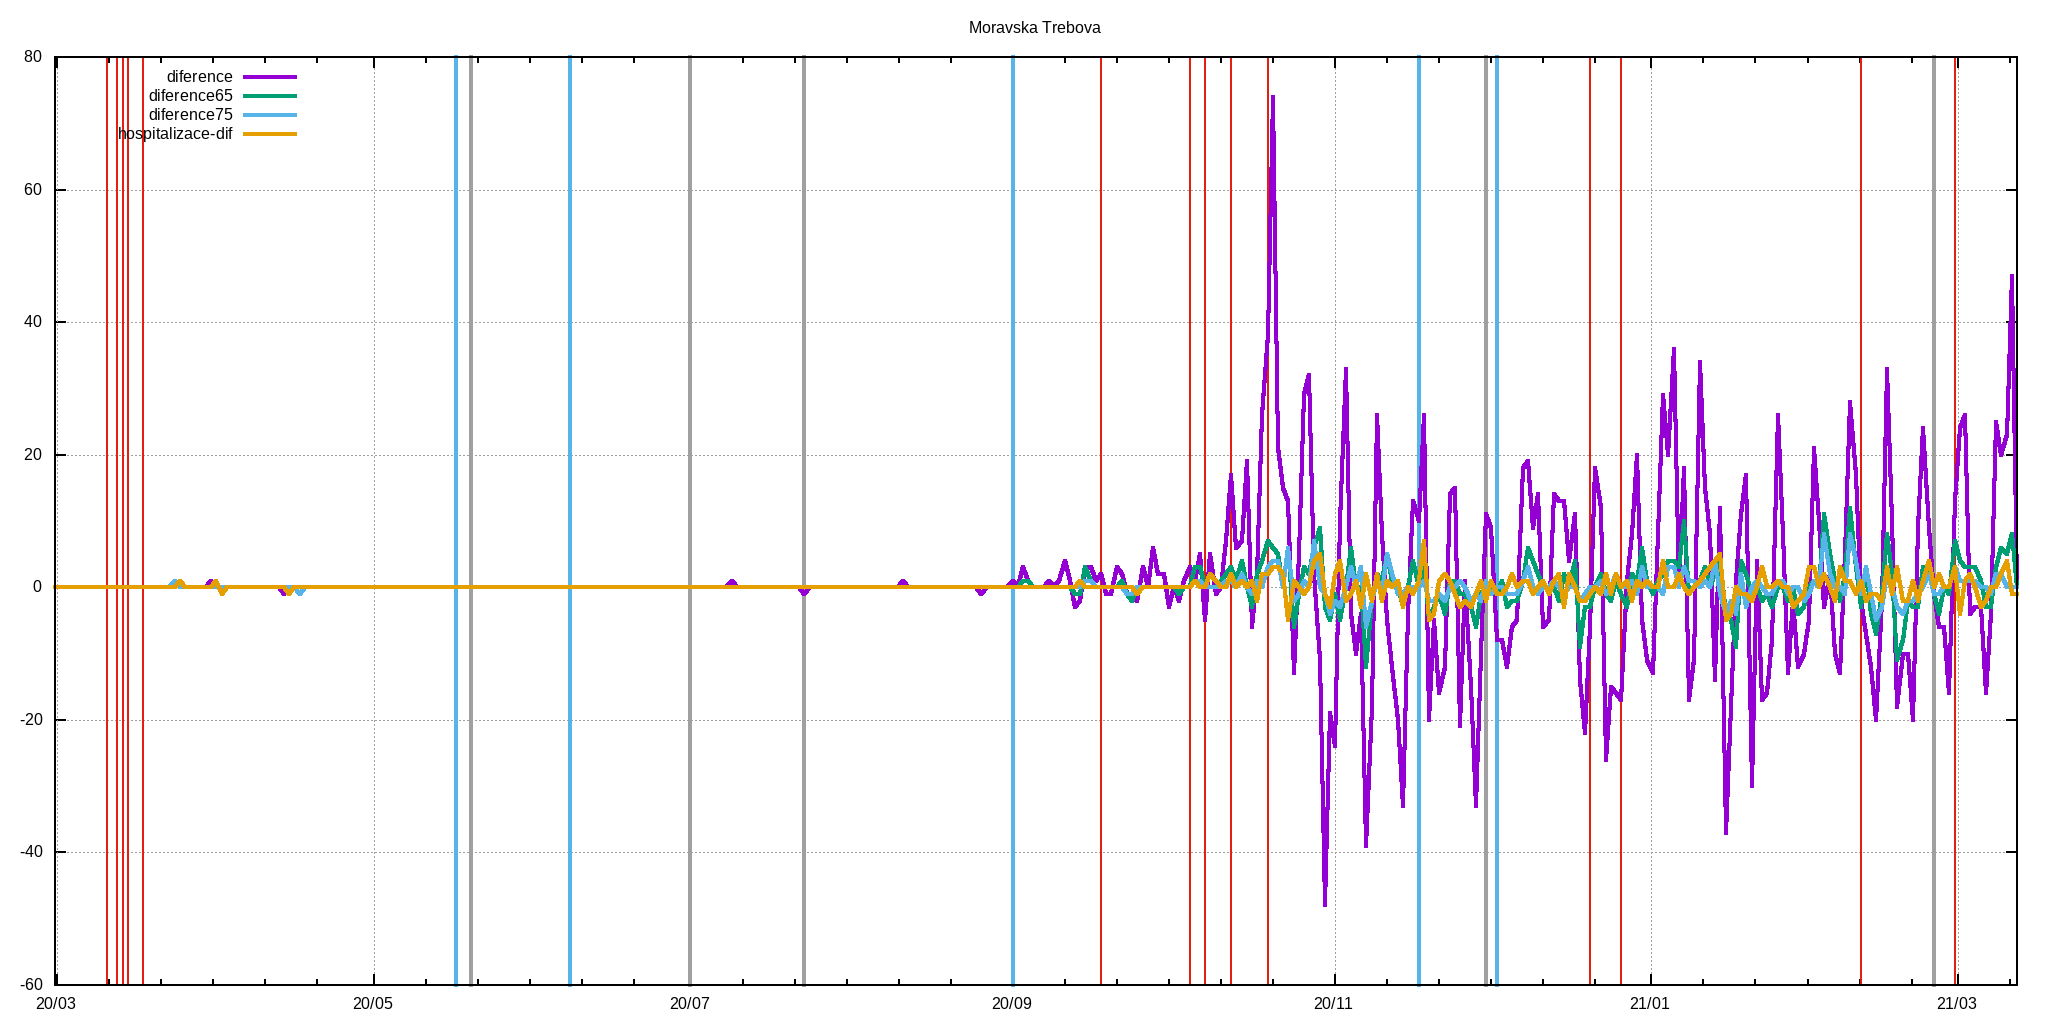 Moravska Trebova
80
60
40
20
0
-20
-40
-60
diference
diference65
diference75
hospitalizace-dif
20/03 20/05 20/07 20/09 20/11 21/01 21/03